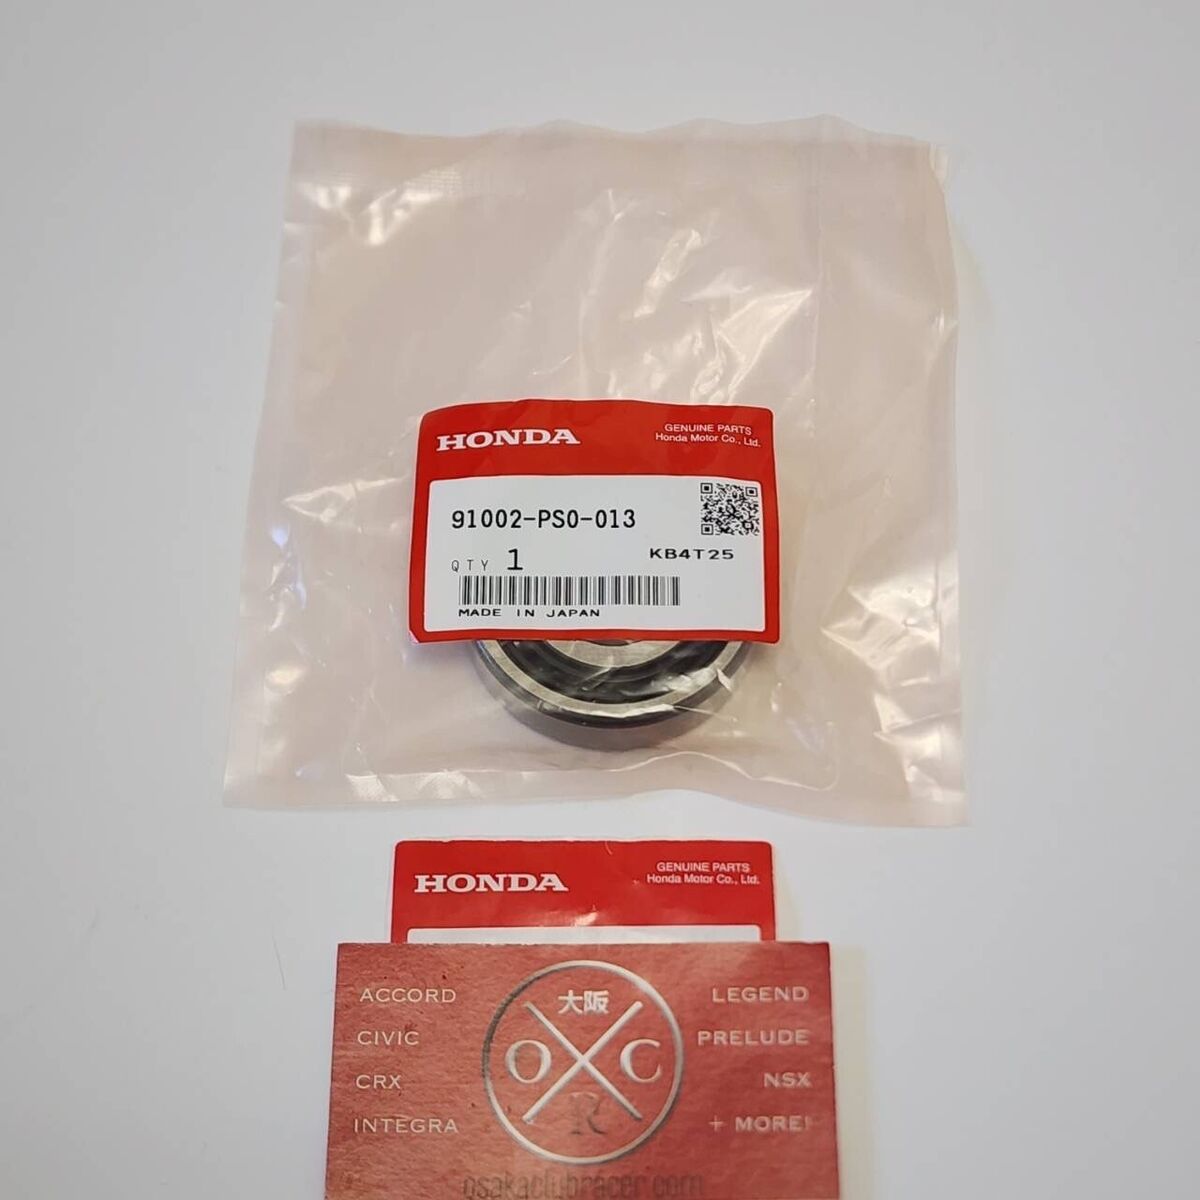 HONDA
GENUINE PARTS
Honda Motor Co., Ltd.
91002-PS0-013
QTY 1
KB4T25
MADE IN JAPAN
HONDA
GENUINE PARTS
Honda Motor Co., Ltd.
大阪
O C
R
ACCORD
CIVIC
CRX
INTEGRA
LEGEND
PRELUDE
NSX
+ MORE!
osakaclubracer.com